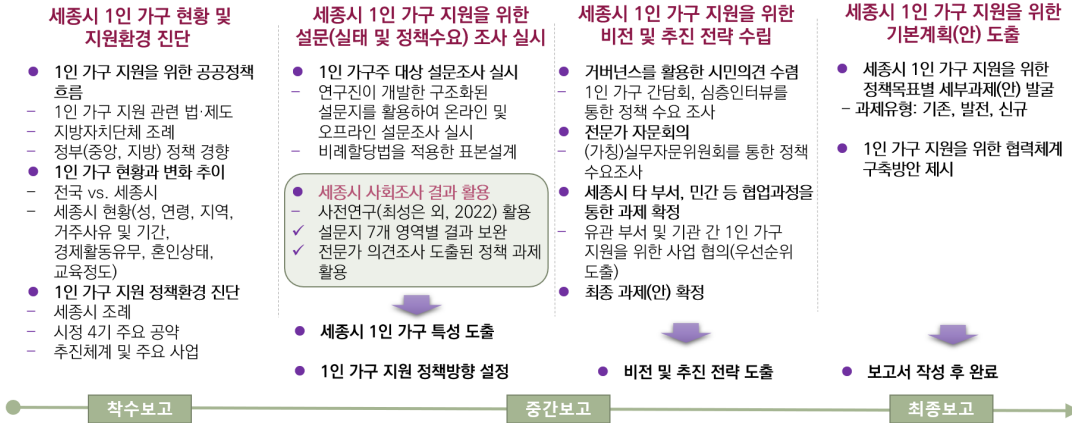 세종시 1인 가구 현황 및
지원환경 진단
● 1인 가구 지원을 위한 공공정책
흐름
– 1인 가구 지원 관련 법·제도
– 지방자치단체 조례
– 정부(중앙, 지방) 정책 경향
● 1인 가구 현황과 변화 추이
– 전국 vs. 세종시
– 세종시 현황(성, 연령, 지역,
거주사유 및 기간,
경제활동유무, 혼인상태,
교육정도)
● 1인 가구 지원 정책환경 진단
– 세종시 조례
– 시정 4기 주요 공약
– 추진체계 및 주요 사업
세종시 1인 가구 지원을 위한
설문(실태 및 정책수요) 조사 실시
● 1인 가구주 대상 설문조사 실시
– 연구진이 개발한 구조화된
설문지를 활용하여 온라인 및
오프라인 설문조사 실시
– 비례할당법을 적용한 표본설계
● 세종시 사회조사 결과 활용
– 사전연구(최성은 외, 2022) 활용
✓ 설문지 7개 영역별 결과 보완
✓ 전문가 의견조사 도출된 정책 과제
활용
● 세종시 1인 가구 특성 도출
● 1인 가구 지원 정책방향 설정
세종시 1인 가구 지원을 위한
비전 및 추진 전략 수립
● 거버넌스를 활용한 시민의견 수렴
– 1인 가구 간담회, 심층인터뷰를
통한 정책 수요 조사
● 전문가 자문회의
– (가칭)실무자문위원회를 통한 정책
수요조사
● 세종시 타 부서, 민간 등 협업과정을
통한 과제 확정
– 유관 부서 및 기관 간 1인 가구
지원을 위한 사업 협의(우선순위
도출)
● 최종 과제(안) 확정
● 비전 및 추진 전략 도출
세종시 1인 가구 지원을 위한
기본계획(안) 도출
● 세종시 1인 가구 지원을 위한
정책목표별 세부과제(안) 발굴
– 과제유형: 기존, 발전, 신규
● 1인 가구 지원을 위한 협력체계
구축방안 제시
● 보고서 작성 후 완료
착수보고
중간보고
최종보고